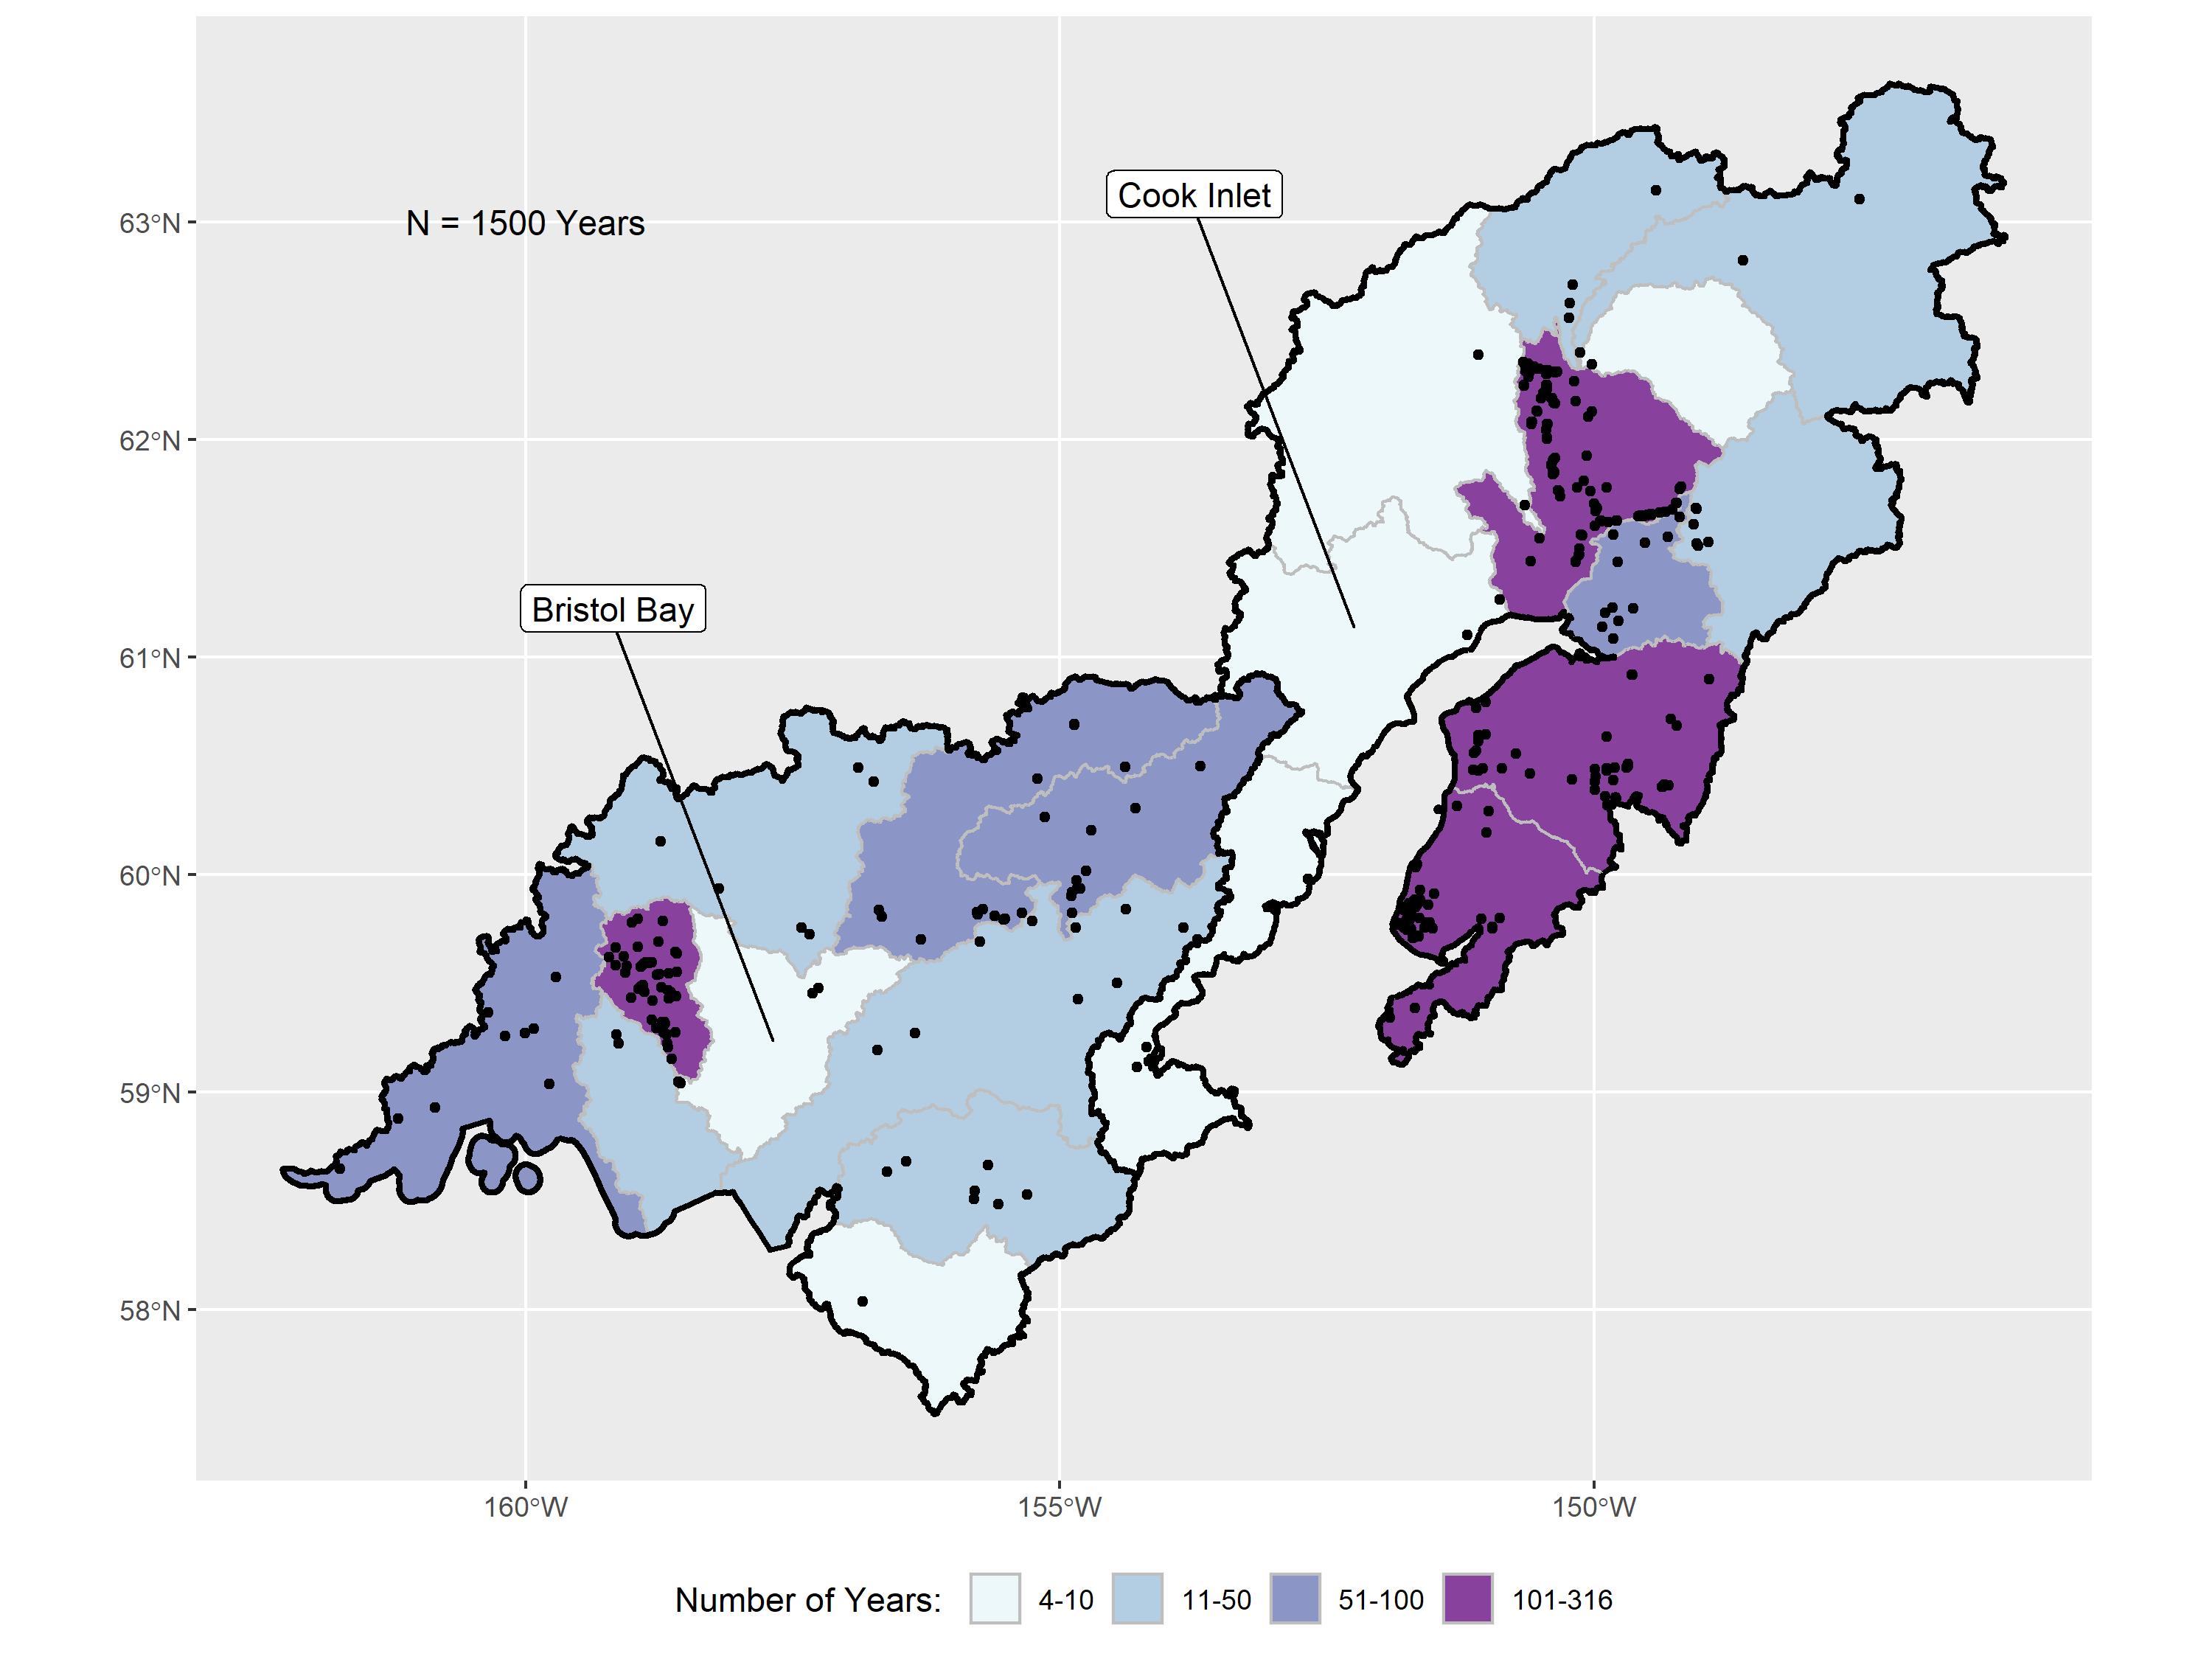 Cook Inlet
63°N
N = 1500 Years
62°N
Bristol Bay
61°N
60°N
59°N
58°N
160°W 155°W 150°W
Number of Years: 4-10 11-50 51-100 101-316